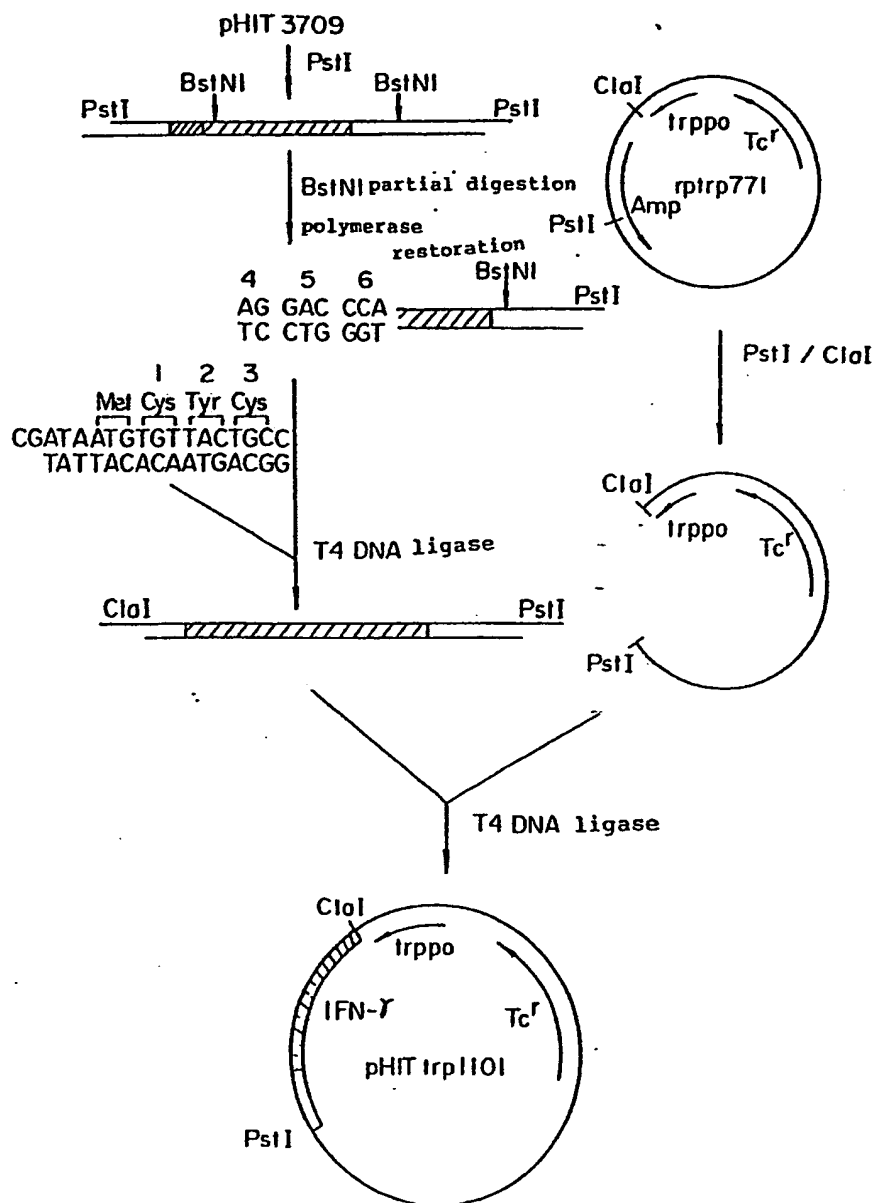 pHIT 3709
PstI
BstNI BstNI
PstI PstI
ClaI
trppo
Tcr
Amp rptrp771
PstI
BstNI partial digestion
polymerase
restoration
BstNI
PstI
4 5 6
AG GAC CCA
TC CTG GGT
PstI / ClaI
1 2 3
Met Cys Tyr Cys
CGATAATGTGTTACTGCC
TATTACACAATGACGG
T4 DNA ligase
ClaI
trppo
Tcr
PstI
ClaI PstI
T4 DNA ligase
ClaI
trppo
IFN-γ
Tcr
pHIT trp1101
PstI